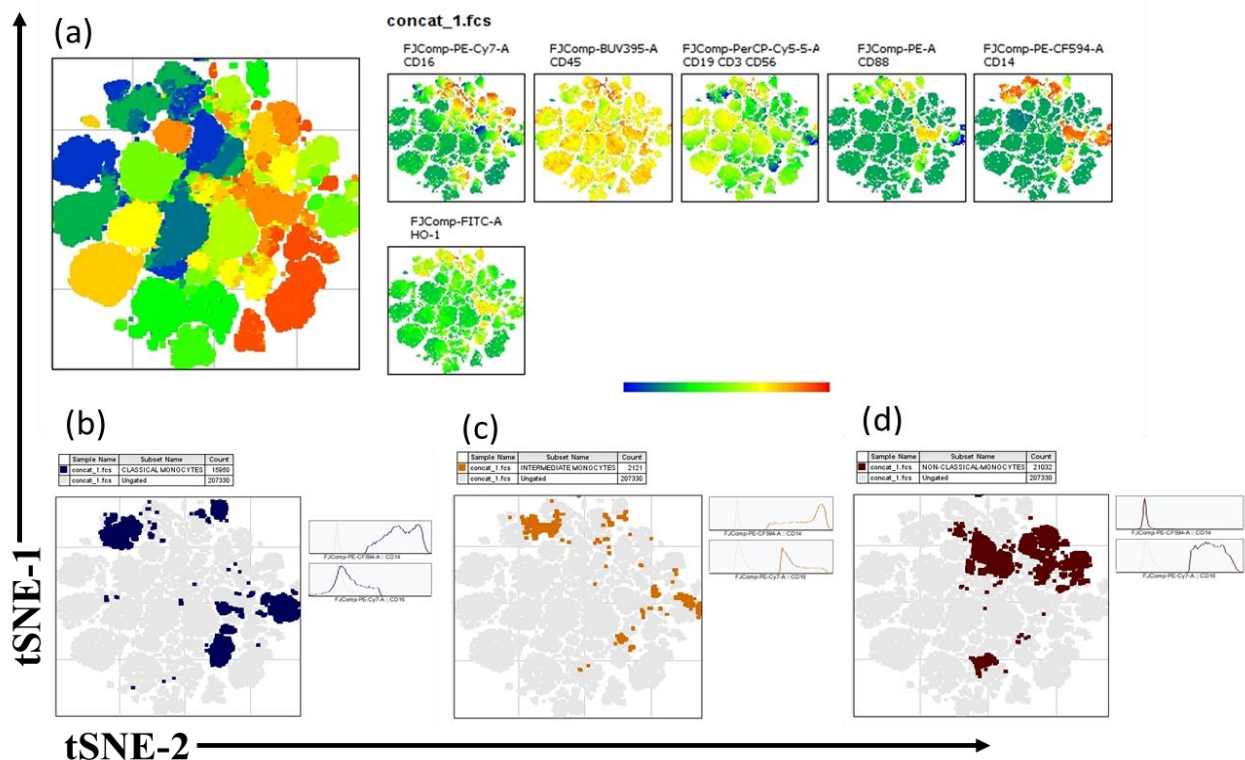 (a)
concat_1.fcs
FJComp-PE-Cy7-A
CD16
FJComp-BUV395-A
CD45
FJComp-PerCP-Cy5-5-A
CD19 CD3 CD56
FJComp-PE-A
CD88
FJComp-PE-CF594-A
CD14
FJComp-FITC-A
HO-1
tSNE-1
(b)
Sample Name Subset Name Count
concat_1.fcs CLASSICAL MONOCYTES 15950
concat_1.fcs Ungated 207330
FJComp-PE-CF594-A :: CD14
FJComp-PE-Cy7-A :: CD16
(c)
Sample Name Subset Name Count
concat_1.fcs INTERMEDIATE MONOCYTES 2121
concat_1.fcs Ungated 207330
FJComp-PE-CF594-A :: CD14
FJComp-PE-Cy7-A :: CD16
(d)
Sample Name Subset Name Count
concat_1.fcs NON-CLASSICAL-MONOCYTES 21032
concat_1.fcs Ungated 207330
FJComp-PE-CF594-A :: CD14
FJComp-PE-Cy7-A :: CD16
tSNE-2